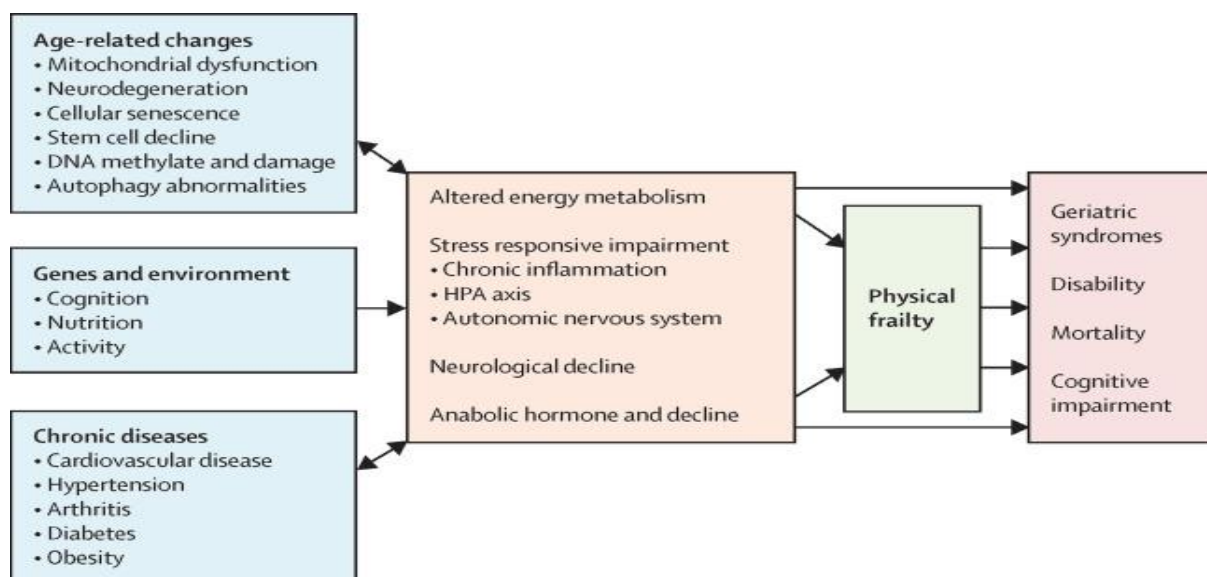 Age-related changes
• Mitochondrial dysfunction
• Neurodegeneration
• Cellular senescence
• Stem cell decline
• DNA methylate and damage
• Autophagy abnormalities
Genes and environment
• Cognition
• Nutrition
• Activity
Chronic diseases
• Cardiovascular disease
• Hypertension
• Arthritis
• Diabetes
• Obesity
Altered energy metabolism
Stress responsive impairment
• Chronic inflammation
• HPA axis
• Autonomic nervous system
Neurological decline
Anabolic hormone and decline
Physical
frailty
Geriatric
syndromes
Disability
Mortality
Cognitive
impairment